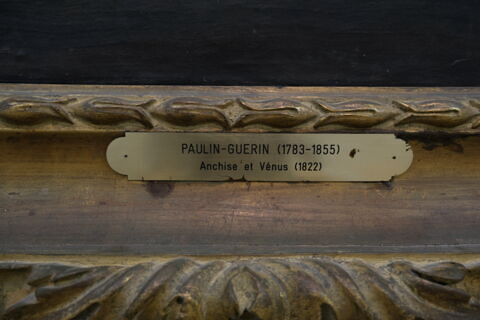 PAULIN-GUERIN (1783-1855)
Anchise et Vénus (1822)